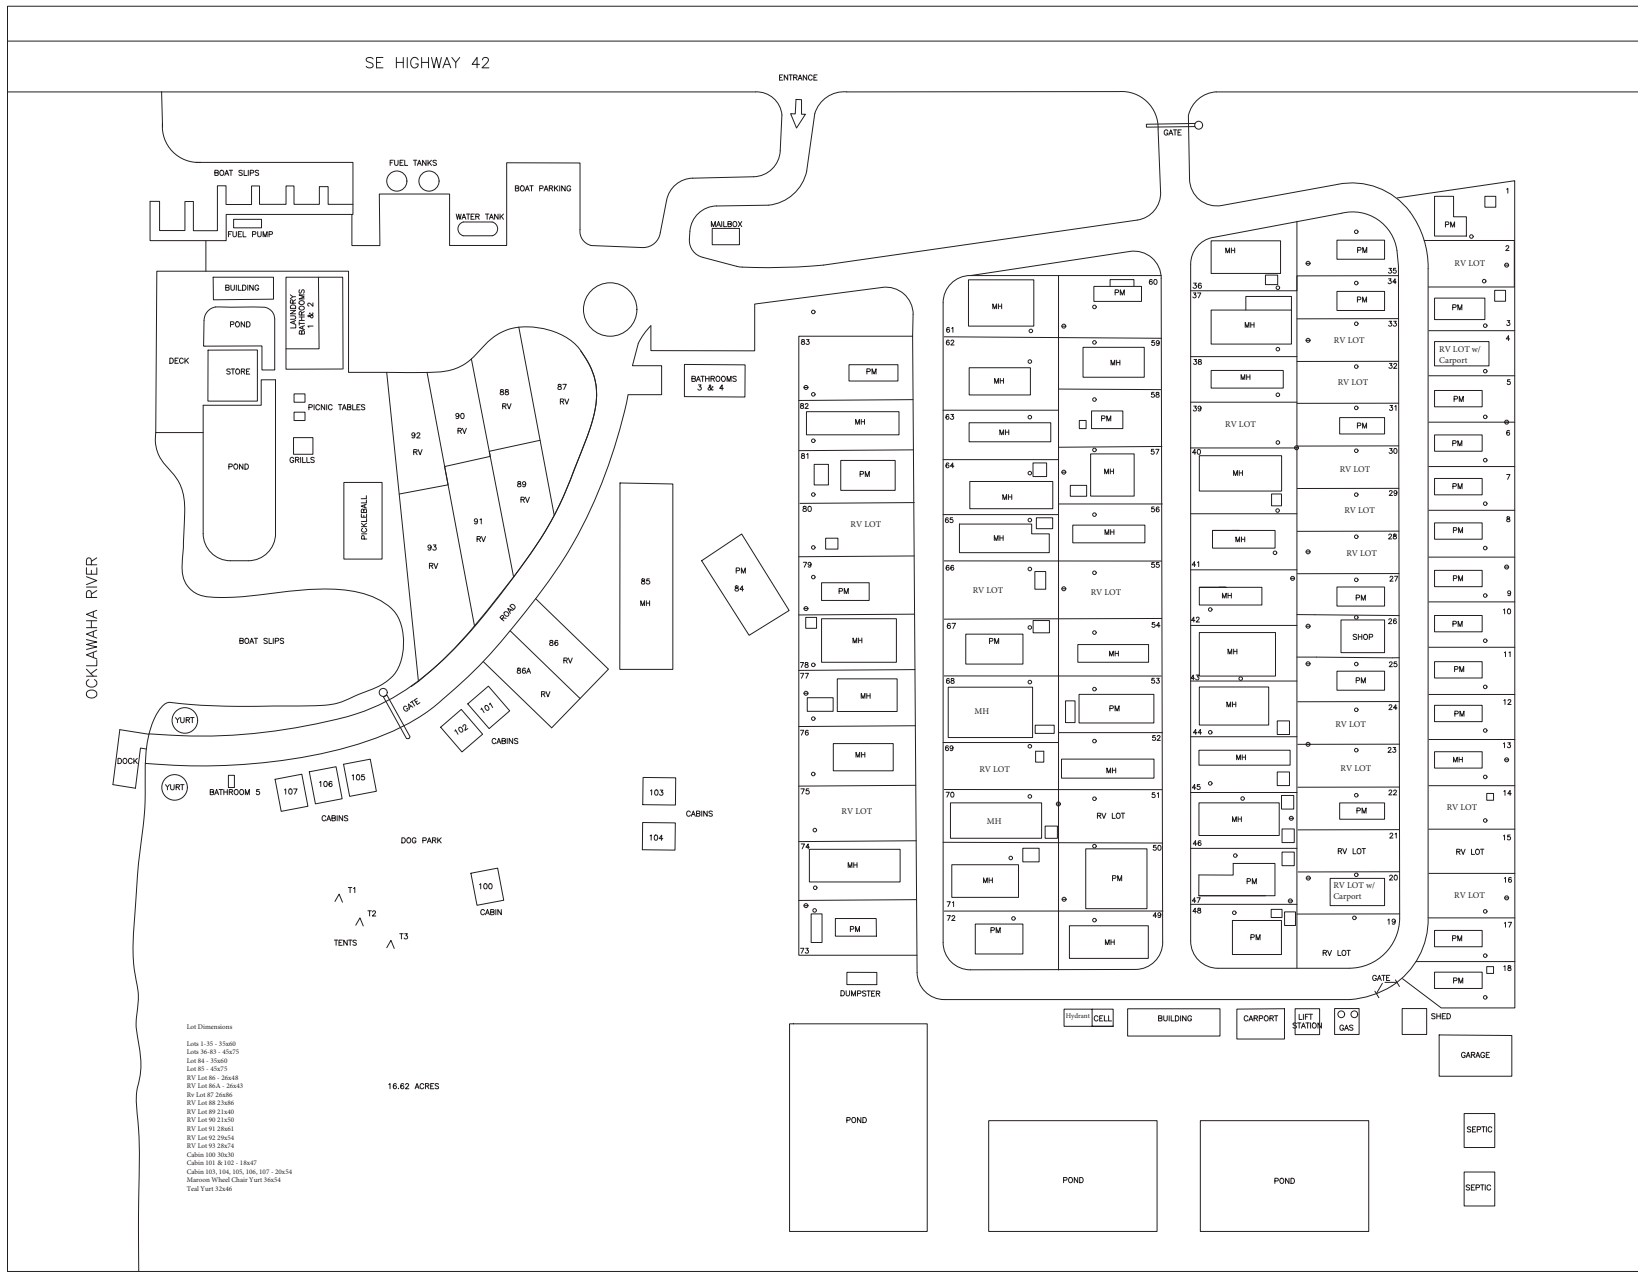 SE HIGHWAY 42
ENTRANCE
GATE
FUEL TANKS
BOAT SLIPS
BOAT PARKING
WATER TANK
FUEL PUMP
MAILBOX
BUILDING
LAUNDRY
BATHROOMS
1 & 2
POND
DECK
STORE
PICNIC TABLES
GRILLS
POND
PICKLEBALL
BATHROOMS
3 & 4
87
RV
88
RV
90
RV
92
RV
89
RV
91
RV
93
RV
ROAD
85
MH
PM
84
86
RV
86A
RV
OCKLAWAHA RIVER
BOAT SLIPS
GATE
YURT
DOCK
YURT
BATHROOM 5
101
102
CABINS
107
106
105
CABINS
103
104
CABINS
DOG PARK
100
CABIN
T1
T2
T3
TENTS
83
PM
82
MH
81
PM
80
RV LOT
79
PM
MH
78
77
MH
76
MH
75
RV LOT
74
MH
PM
73
DUMPSTER
MH
61
62
MH
63
MH
64
MH
65
MH
66
RV LOT
67
PM
68
MH
69
RV LOT
70
MH
MH
71
72
PM
60
PM
59
MH
58
PM
57
MH
56
MH
55
RV LOT
54
MH
53
PM
52
MH
51
RV LOT
50
PM
49
MH
MH
36
37
MH
38
MH
39
RV LOT
40
MH
MH
41
MH
42
MH
43
MH
44
MH
45
MH
46
PM
47
48
PM
PM
35
34
PM
33
RV LOT
32
RV LOT
31
PM
30
RV LOT
29
RV LOT
28
RV LOT
27
PM
26
SHOP
25
PM
24
RV LOT
23
RV LOT
22
PM
21
RV LOT
20
RV LOT w/
Carport
19
RV LOT
1
PM
2
RV LOT
PM
3
4
RV LOT w/
Carport
5
PM
6
PM
7
PM
8
PM
PM
9
10
PM
11
PM
12
PM
13
MH
14
RV LOT
15
RV LOT
16
RV LOT
17
PM
18
PM
GATE
Hydrant
CELL
BUILDING
CARPORT
LIFT
STATION
GAS
SHED
GARAGE
POND
POND
POND
SEPTIC
SEPTIC
Lot Dimensions
Lots 1-35 - 35x60
Lots 36-83 - 45x75
Lot 84 - 35x60
Lot 85 - 45x75
RV Lot 86 - 26x48
RV Lot 86A - 26x43
Rv Lot 87 26x86
RV Lot 88 23x86
RV Lot 89 21x40
RV Lot 90 21x50
RV Lot 91 28x61
RV Lot 92 29x54
RV Lot 93 28x74
Cabin 100 30x30
Cabin 101 & 102 - 18x47
Cabin 103, 104, 105, 106, 107 - 20x54
Maroon Wheel Chair Yurt 36x54
Teal Yurt 32x46
16.62 ACRES